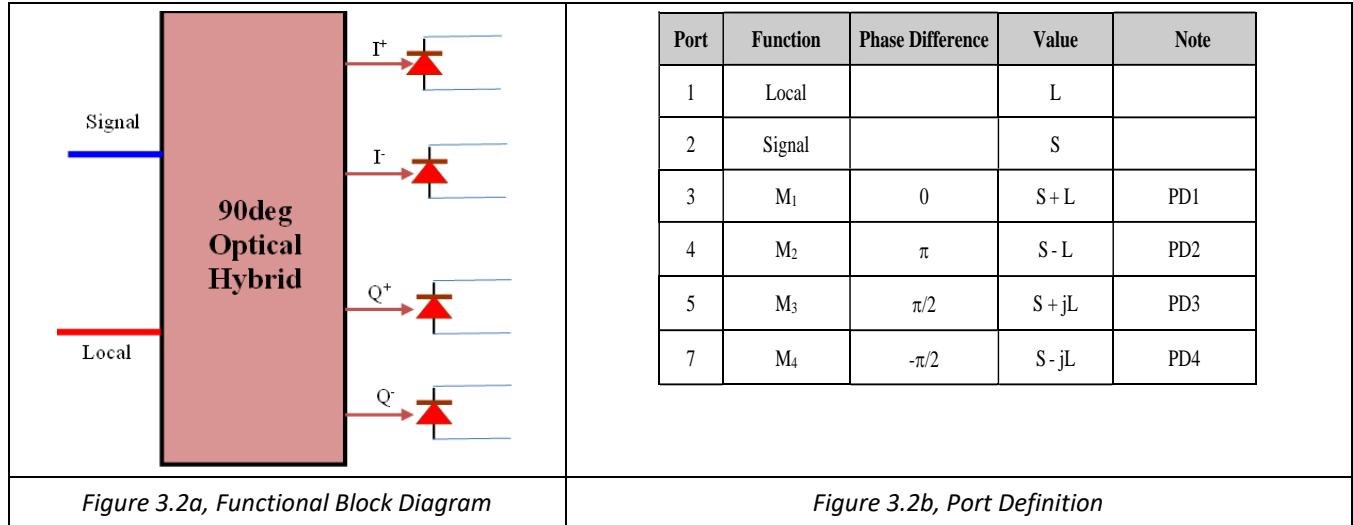 Signal
Local
90deg
Optical
Hybrid
I+
I-
Q+
Q-
Port Function Phase Difference Value Note
1 Local L
2 Signal S
3 M1 0 S + L PD1
4 M2 π S - L PD2
5 M3 π/2 S + jL PD3
7 M4 -π/2 S - jL PD4
Figure 3.2a, Functional Block Diagram
Figure 3.2b, Port Definition